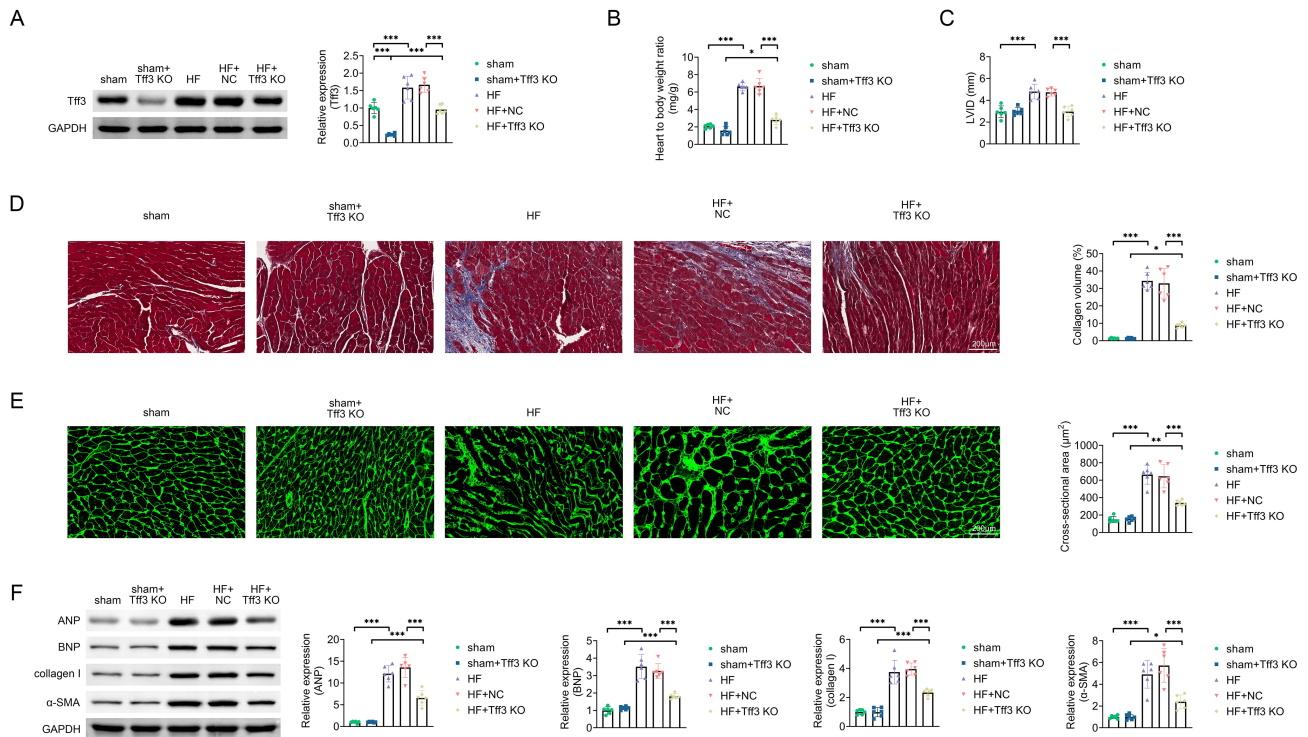 A
sham
sham+
Tff3 KO
HF
HF+
NC
HF+
Tff3 KO
Tff3
GAPDH
Relative expression
(Tff3)
2.5
2.0
1.5
1.0
0.5
0.0
***
***
***
***
sham
sham+Tff3 KO
HF
HF+NC
HF+Tff3 KO
B
Heart to body weight ratio
(mg/g)
10
8
6
4
2
0
***
***
*
sham
sham+Tff3 KO
HF
HF+NC
HF+Tff3 KO
C
LVID (mm)
8
6
4
2
0
***
***
sham
sham+Tff3 KO
HF
HF+NC
HF+Tff3 KO
D
sham
sham+
Tff3 KO
HF
HF+
NC
HF+
Tff3 KO
200μm
Collagen volume (%)
50
40
30
20
10
0
***
***
*
sham
sham+Tff3 KO
HF
HF+NC
HF+Tff3 KO
E
sham
sham+
Tff3 KO
HF
HF+
NC
HF+
Tff3 KO
200μm
Cross-sectional area (μm²)
1000
800
600
400
200
0
***
***
**
sham
sham+Tff3 KO
HF
HF+NC
HF+Tff3 KO
F
sham
sham+
Tff3 KO
HF
HF+
NC
HF+
Tff3 KO
ANP
BNP
collagen I
α-SMA
GAPDH
Relative expression
(ANP)
20
15
10
5
0
***
***
***
sham
sham+Tff3 KO
HF
HF+NC
HF+Tff3 KO
Relative expression
(BNP)
5
4
3
2
1
0
***
***
***
sham
sham+Tff3 KO
HF
HF+NC
HF+Tff3 KO
Relative expression
(collagen I)
6
4
2
0
***
***
***
sham
sham+Tff3 KO
HF
HF+NC
HF+Tff3 KO
Relative expression
(α-SMA)
8
6
4
2
0
***
***
*
sham
sham+Tff3 KO
HF
HF+NC
HF+Tff3 KO